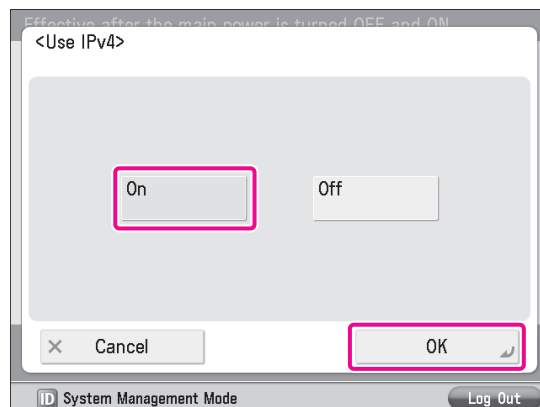 Effective after the main power is turned OFF and ON.
<Use IPv4>
On
Off
× Cancel
OK
ID System Management Mode
Log Out